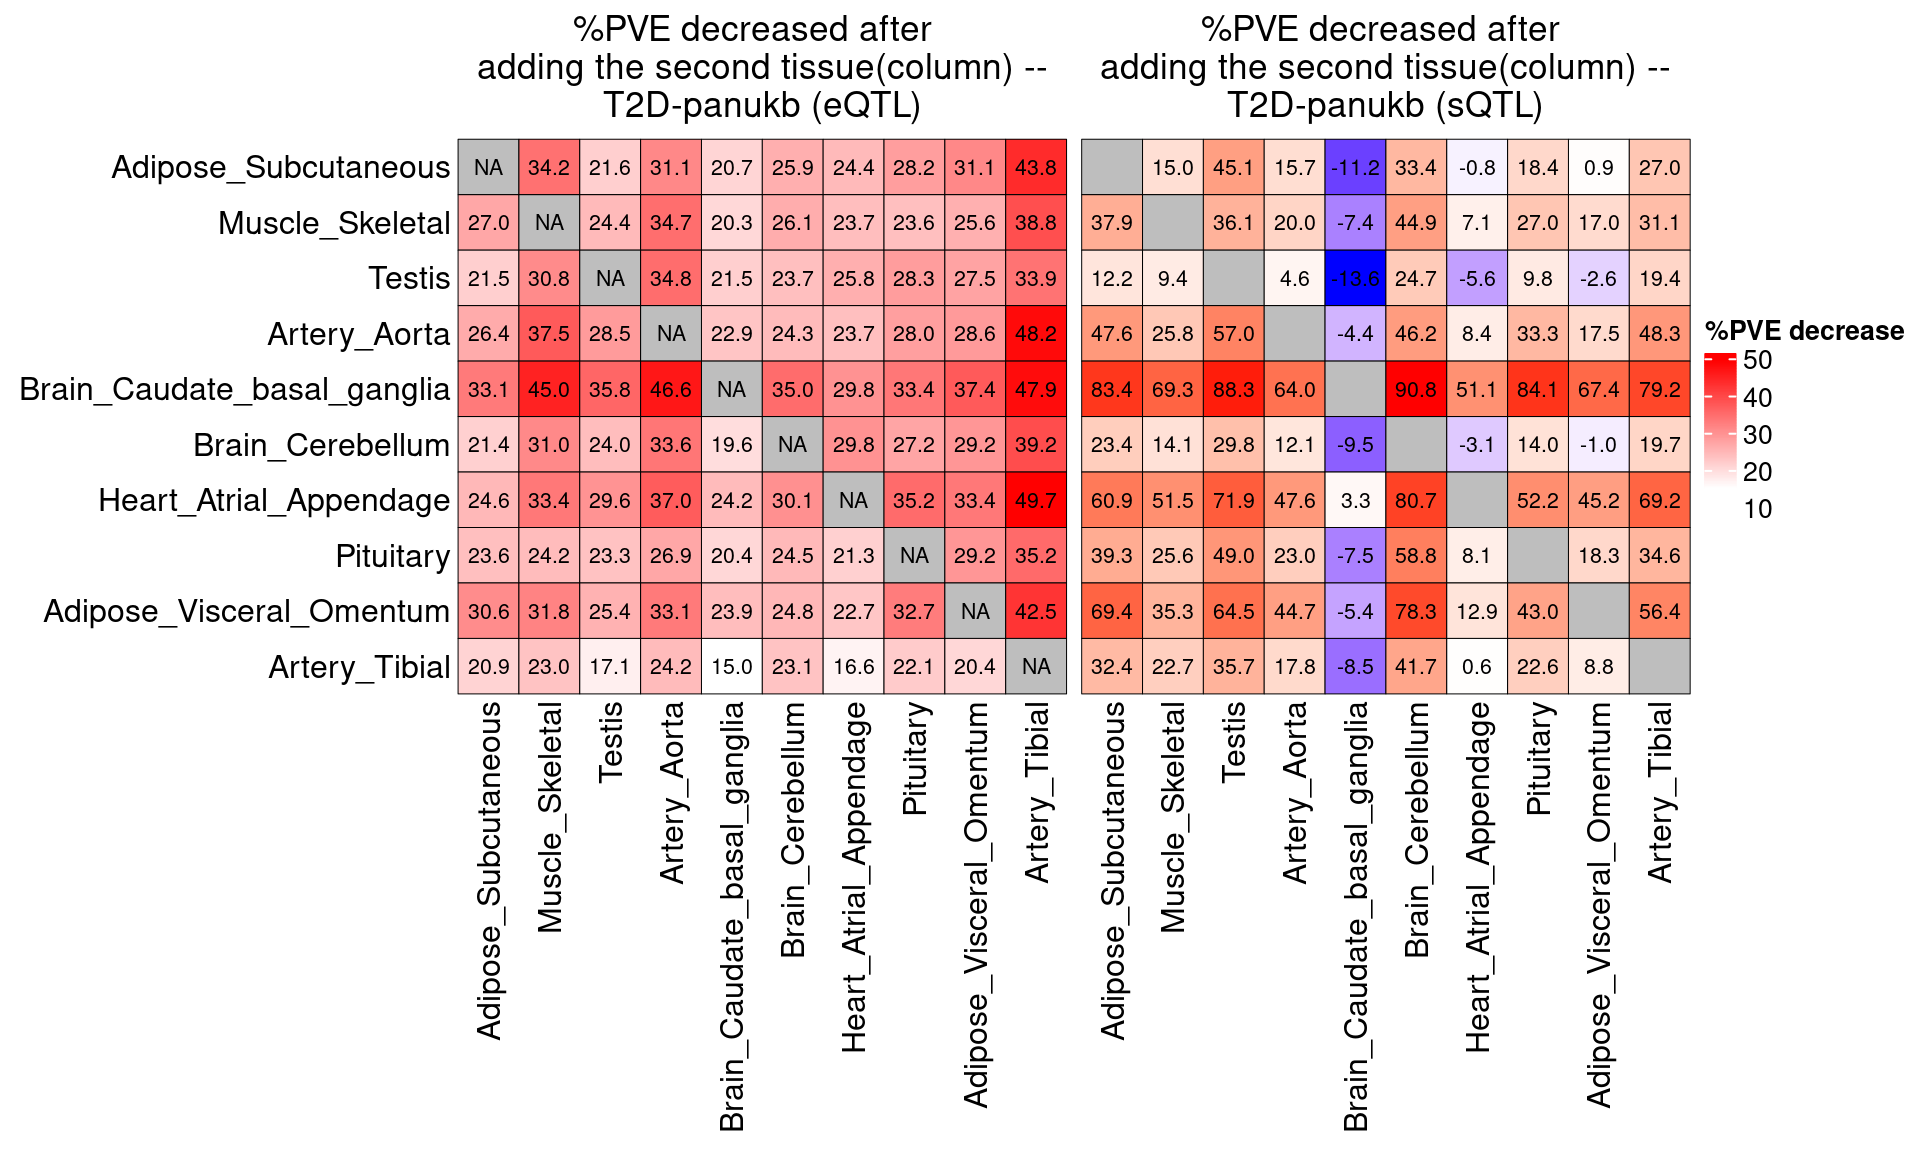 %PVE decreased after
adding the second tissue(column) --
T2D-panukb (eQTL)
%PVE decreased after
adding the second tissue(column) --
T2D-panukb (sQTL)
Adipose_Subcutaneous NA 34.2 21.6 31.1 20.7 25.9 24.4 28.2 31.1 43.8 15.0 45.1 15.7 -11.2 33.4 -0.8 18.4 0.9 27.0
Muscle_Skeletal 27.0 NA 24.4 34.7 20.3 26.1 23.7 23.6 25.6 38.8 37.9 36.1 20.0 -7.4 44.9 7.1 27.0 17.0 31.1
Testis 21.5 30.8 NA 34.8 21.5 23.7 25.8 28.3 27.5 33.9 12.2 9.4 4.6 -13.6 24.7 -5.6 9.8 -2.6 19.4
Artery_Aorta 26.4 37.5 28.5 NA 22.9 24.3 23.7 28.0 28.6 48.2 47.6 25.8 57.0 -4.4 46.2 8.4 33.3 17.5 48.3
Brain_Caudate_basal_ganglia 33.1 45.0 35.8 46.6 NA 35.0 29.8 33.4 37.4 47.9 83.4 69.3 88.3 64.0 90.8 51.1 84.1 67.4 79.2
Brain_Cerebellum 21.4 31.0 24.0 33.6 19.6 NA 29.8 27.2 29.2 39.2 23.4 14.1 29.8 12.1 -9.5 -3.1 14.0 -1.0 19.7
Heart_Atrial_Appendage 24.6 33.4 29.6 37.0 24.2 30.1 NA 35.2 33.4 49.7 60.9 51.5 71.9 47.6 3.3 80.7 52.2 45.2 69.2
Pituitary 23.6 24.2 23.3 26.9 20.4 24.5 21.3 NA 29.2 35.2 39.3 25.6 49.0 23.0 -7.5 58.8 8.1 18.3 34.6
Adipose_Visceral_Omentum 30.6 31.8 25.4 33.1 23.9 24.8 22.7 32.7 NA 42.5 69.4 35.3 64.5 44.7 -5.4 78.3 12.9 43.0 56.4
Artery_Tibial 20.9 23.0 17.1 24.2 15.0 23.1 16.6 22.1 20.4 NA 32.4 22.7 35.7 17.8 -8.5 41.7 0.6 22.6 8.8
Adipose_Subcutaneous
Muscle_Skeletal
Testis
Artery_Aorta
Brain_Caudate_basal_ganglia
Brain_Cerebellum
Heart_Atrial_Appendage
Pituitary
Adipose_Visceral_Omentum
Artery_Tibial
Adipose_Subcutaneous
Muscle_Skeletal
Testis
Artery_Aorta
Brain_Caudate_basal_ganglia
Brain_Cerebellum
Heart_Atrial_Appendage
Pituitary
Adipose_Visceral_Omentum
Artery_Tibial
%PVE decrease
50
40
30
20
10